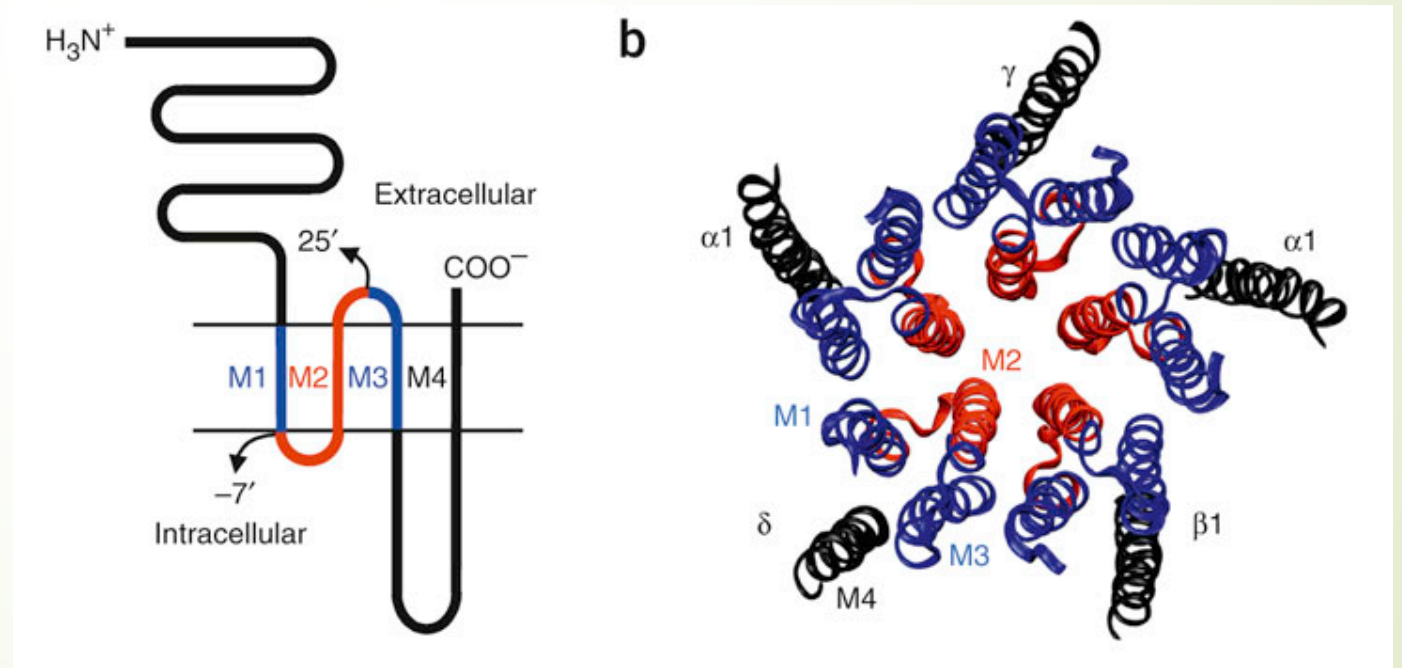 H₃N⁺
Extracellular
25′
COO⁻
M1 M2 M3 M4
–7′
Intracellular
b
γ
α1
α1
M2
M1
δ
β1
M3
M4